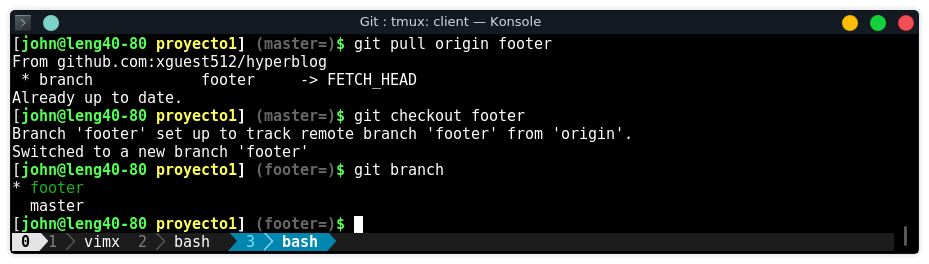 Git : tmux: client — Konsole
[john@leng40-80 proyecto1] (master=)$ git pull origin footer
From github.com:xguest512/hyperblog
 * branch            footer     -> FETCH_HEAD
Already up to date.
[john@leng40-80 proyecto1] (master=)$ git checkout footer
Branch 'footer' set up to track remote branch 'footer' from 'origin'.
Switched to a new branch 'footer'
[john@leng40-80 proyecto1] (footer=)$ git branch
* footer
  master
[john@leng40-80 proyecto1] (footer=)$
0 1 vimx 2 bash 3 bash